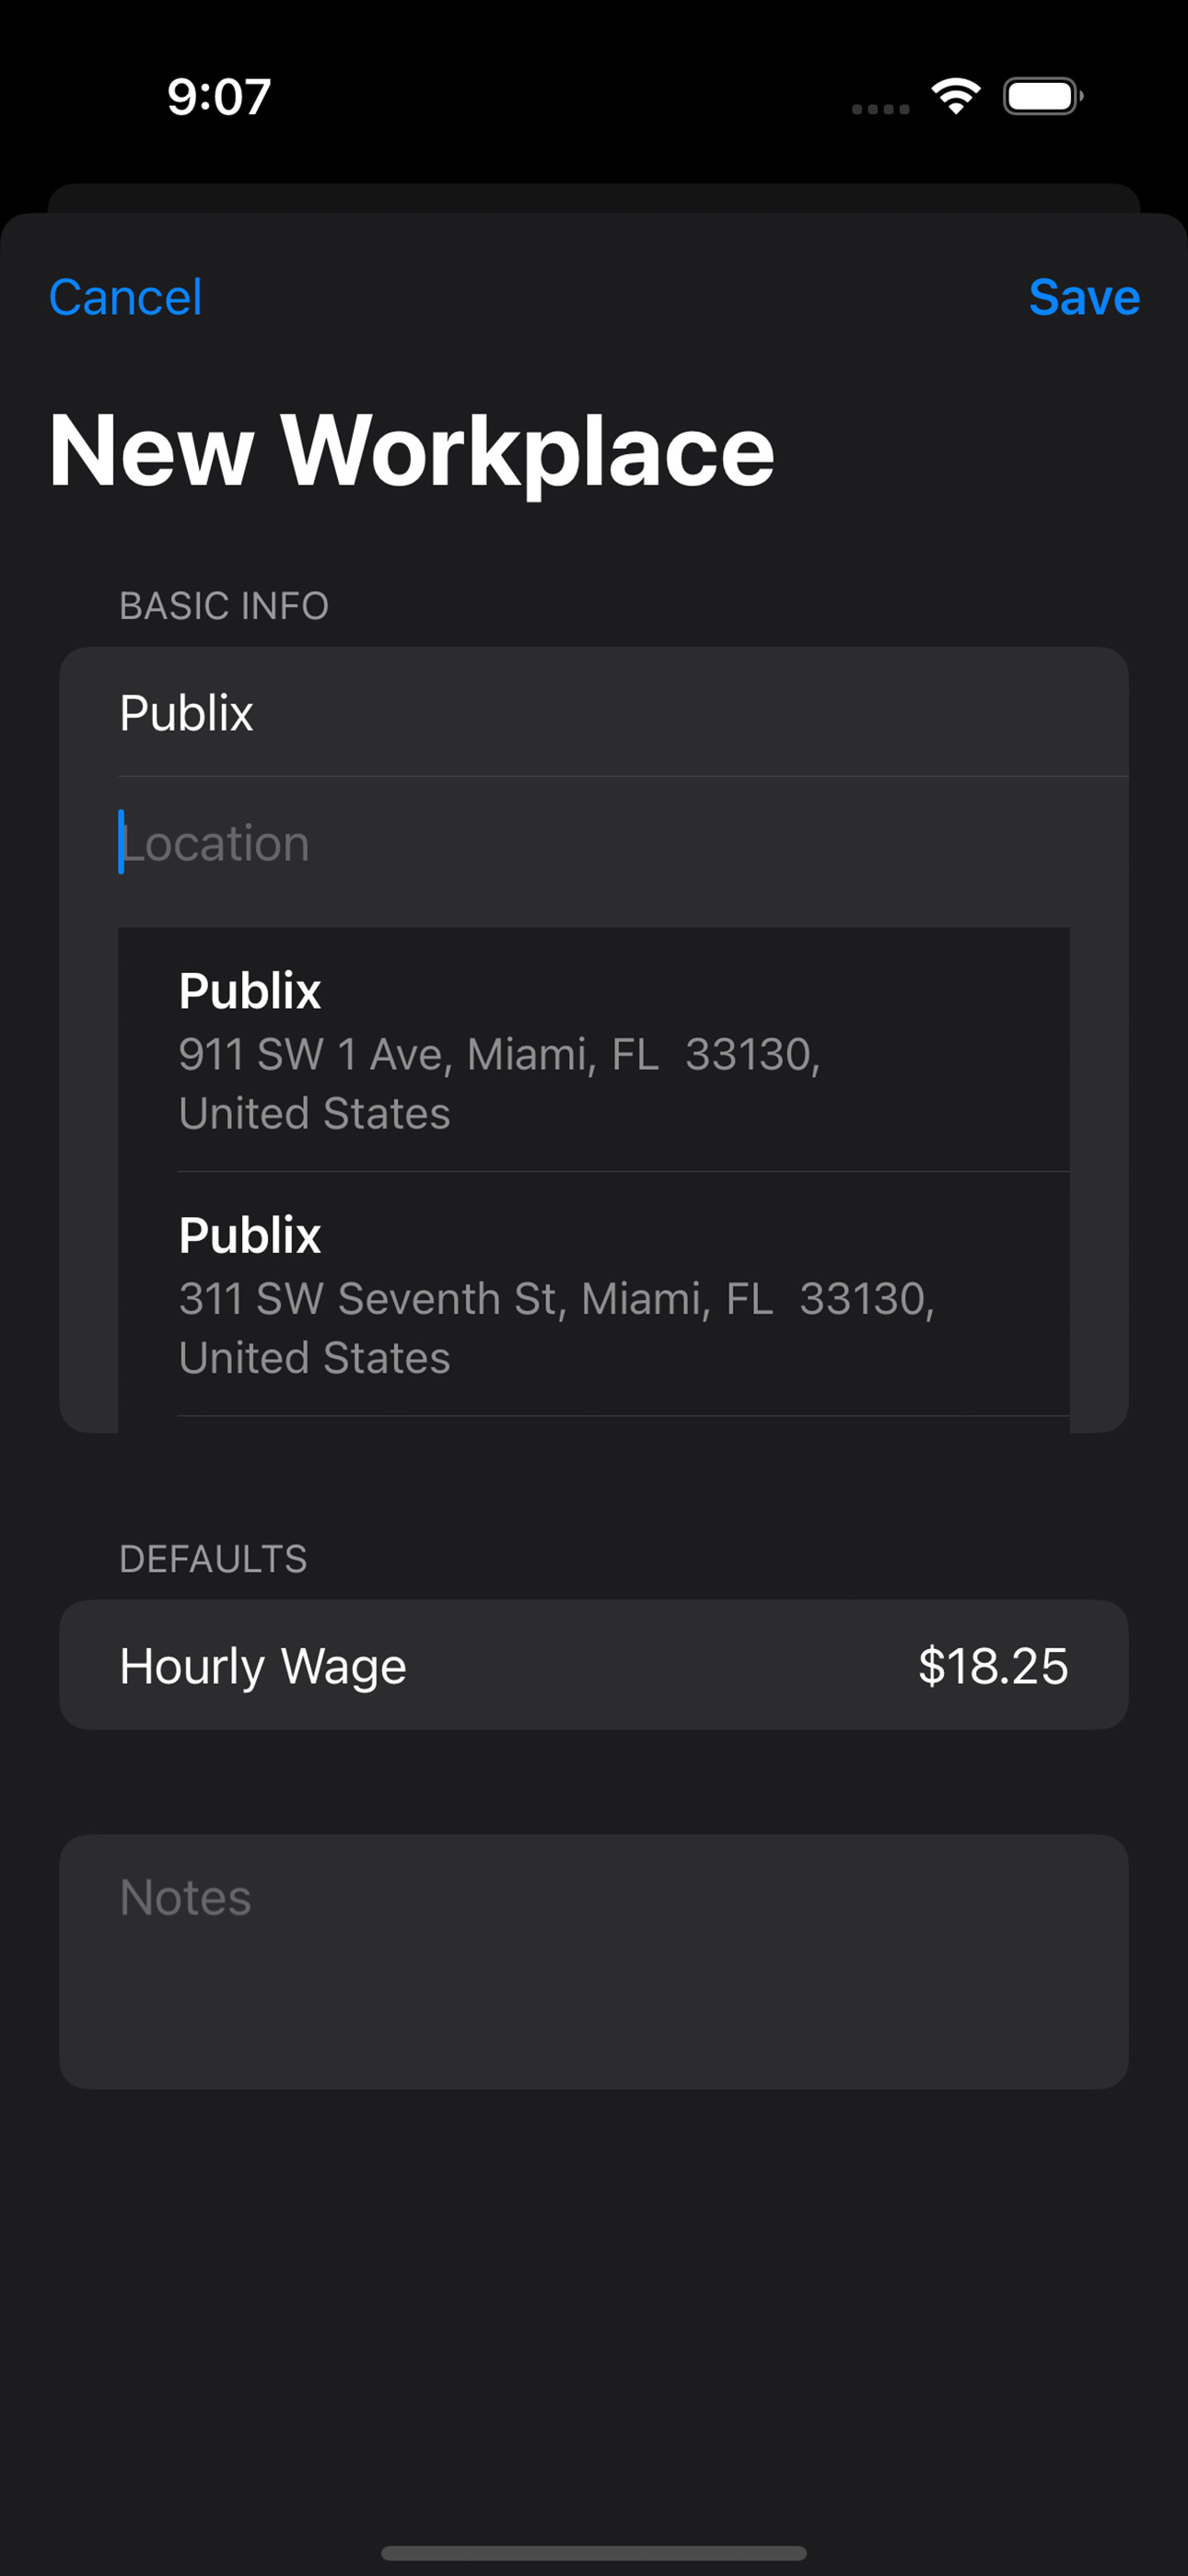 9:07
Cancel
Save
New Workplace
BASIC INFO
Publix
Location
Publix
911 SW 1 Ave, Miami, FL  33130,
United States
Publix
311 SW Seventh St, Miami, FL  33130,
United States
DEFAULTS
Hourly Wage
$18.25
Notes